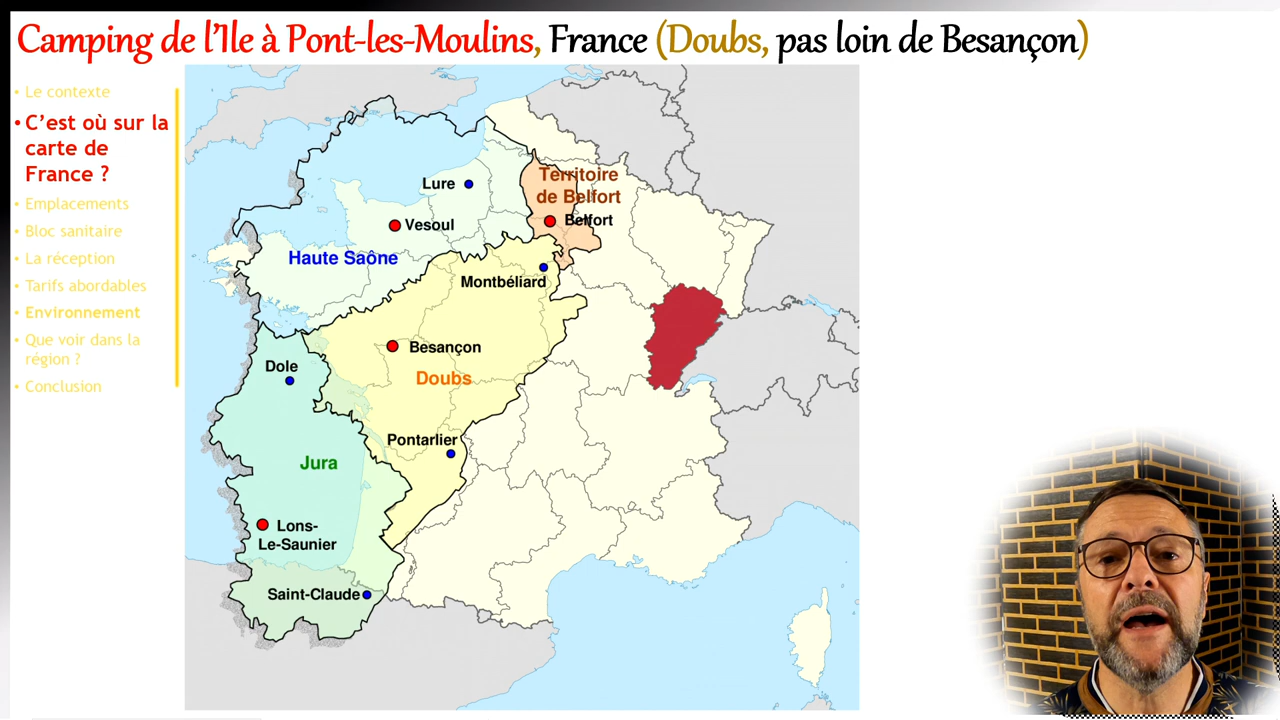 Camping de l'Ile à Pont-les-Moulins, France (Doubs, pas loin de Besançon)
• Le contexte
• C'est où sur la
carte de
France ?
• Emplacements
• Bloc sanitaire
• La réception
• Tarifs abordables
• Environnement
• Que voir dans la
région ?
• Conclusion
Territoire
de Belfort
Lure
Belfort
Vesoul
Haute Saône
Montbéliard
Besançon
Dole
Doubs
Pontarlier
Jura
Lons-
Le-Saunier
Saint-Claude